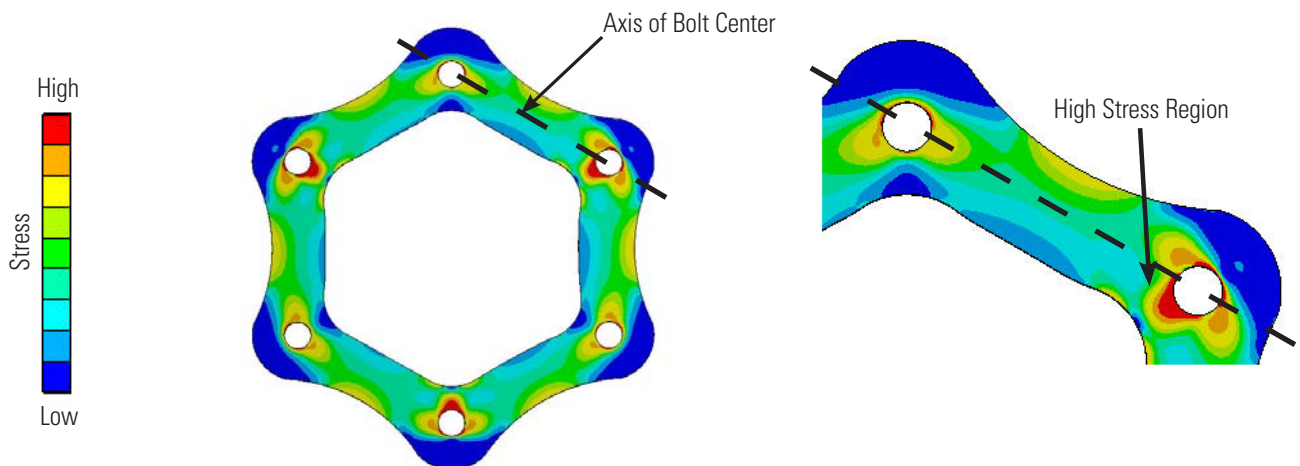 Axis of Bolt Center
High
High Stress Region
Stress
Low